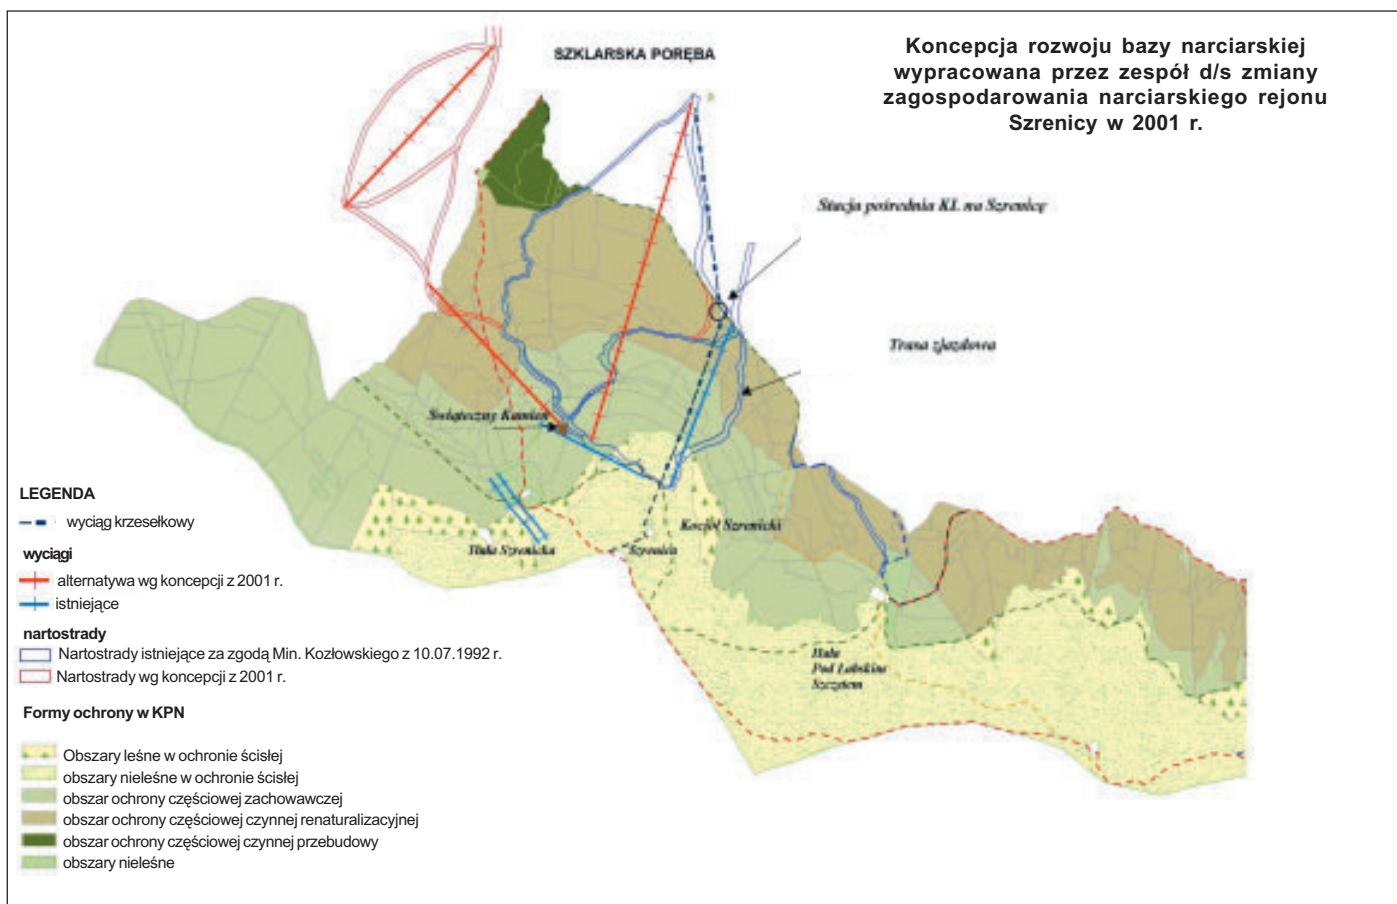 SZKLARSKA PORĘBA
Koncepcja rozwoju bazy narciarskiej
wypracowana przez zespół d/s zmiany
zagospodarowania narciarskiego rejonu
Szrenicy w 2001 r.
Stacja pośrednia KL na Szrenicę
Trasa zjazdowa
Świąteczny Kamień
Kocioł Szrenicki
Hala Szrenicka
Szrenica
Hala
Pod Łabskim
Szczytem
LEGENDA
wyciąg krzesełkowy
wyciągi
alternatywa wg koncepcji z 2001 r.
istniejące
nartostrady
Nartostrady istniejące za zgodą Min. Kozłowskiego z 10.07.1992 r.
Nartostrady wg koncepcji z 2001 r.
Formy ochrony w KPN
Obszary leśne w ochronie ścisłej
obszary nieleśne w ochronie ścisłej
obszar ochrony częściowej zachowawczej
obszar ochrony częściowej czynnej renaturalizacyjnej
obszar ochrony częściowej czynnej przebudowy
obszary nieleśne